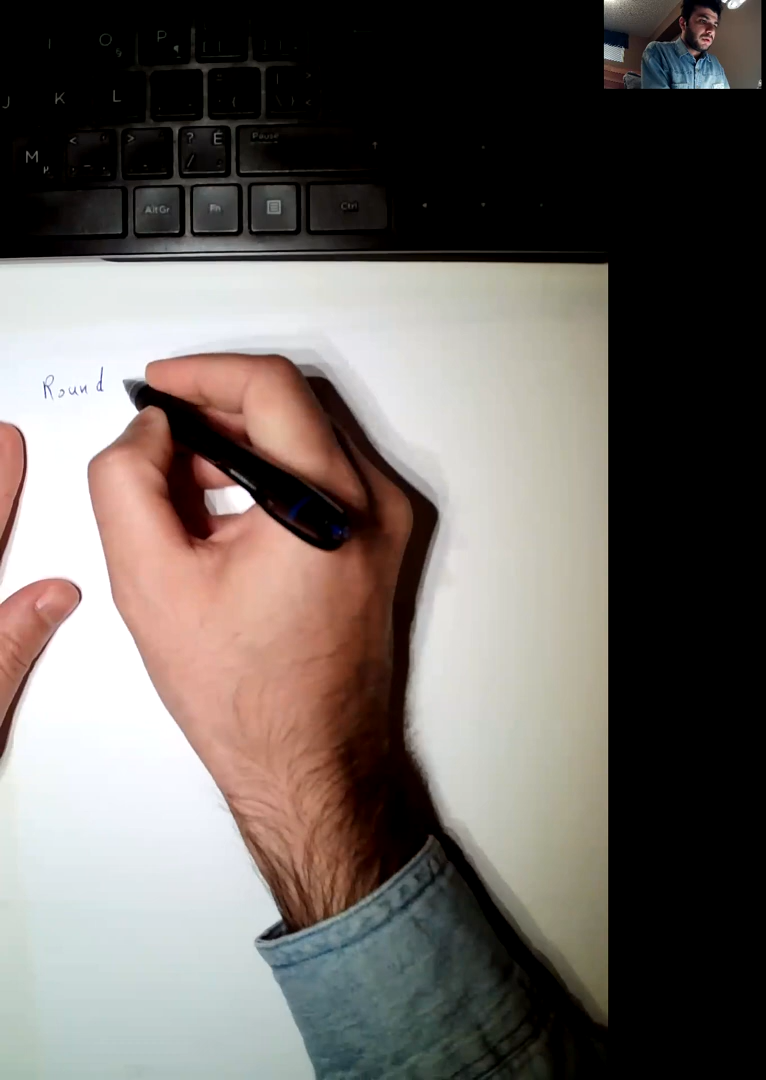 I O P
J K L
M < > ? É Pause
AltGr Fn Ctrl
Round